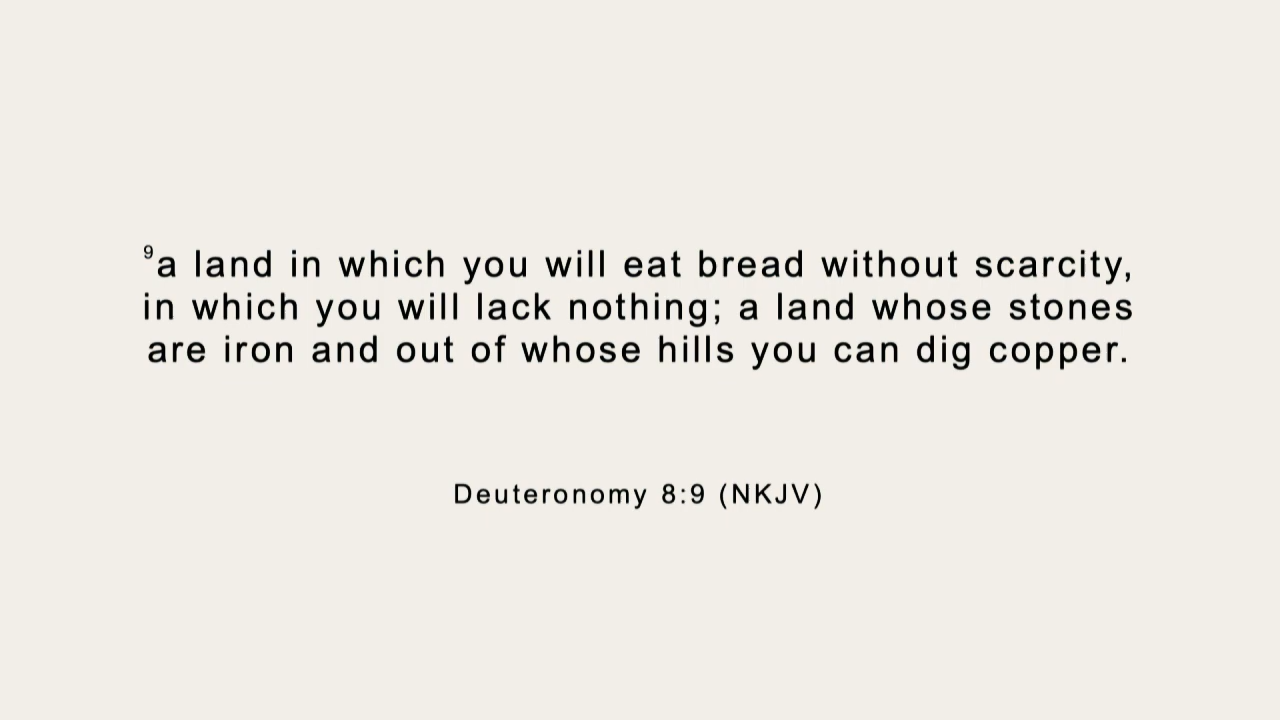 ⁹a land in which you will eat bread without scarcity,
in which you will lack nothing; a land whose stones
are iron and out of whose hills you can dig copper.
Deuteronomy 8:9 (NKJV)